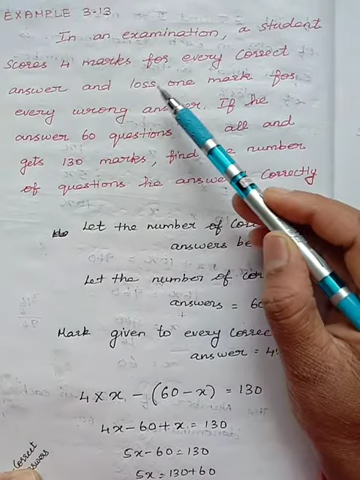 EXAMPLE 3.13
In an examination, a student
scores 4 marks for every correct
answer and loss one mark for
every wrong answer. If he
answer 60 questions all and
gets 130 marks, find number
of questions he correctly
Let the number of
answers be
Let the number of
answers = 60
Mark given to every correc
answer = 4
4 × x - (60-x) = 130
4x-60+x = 130
5x-60=130
5x=130+60
correct